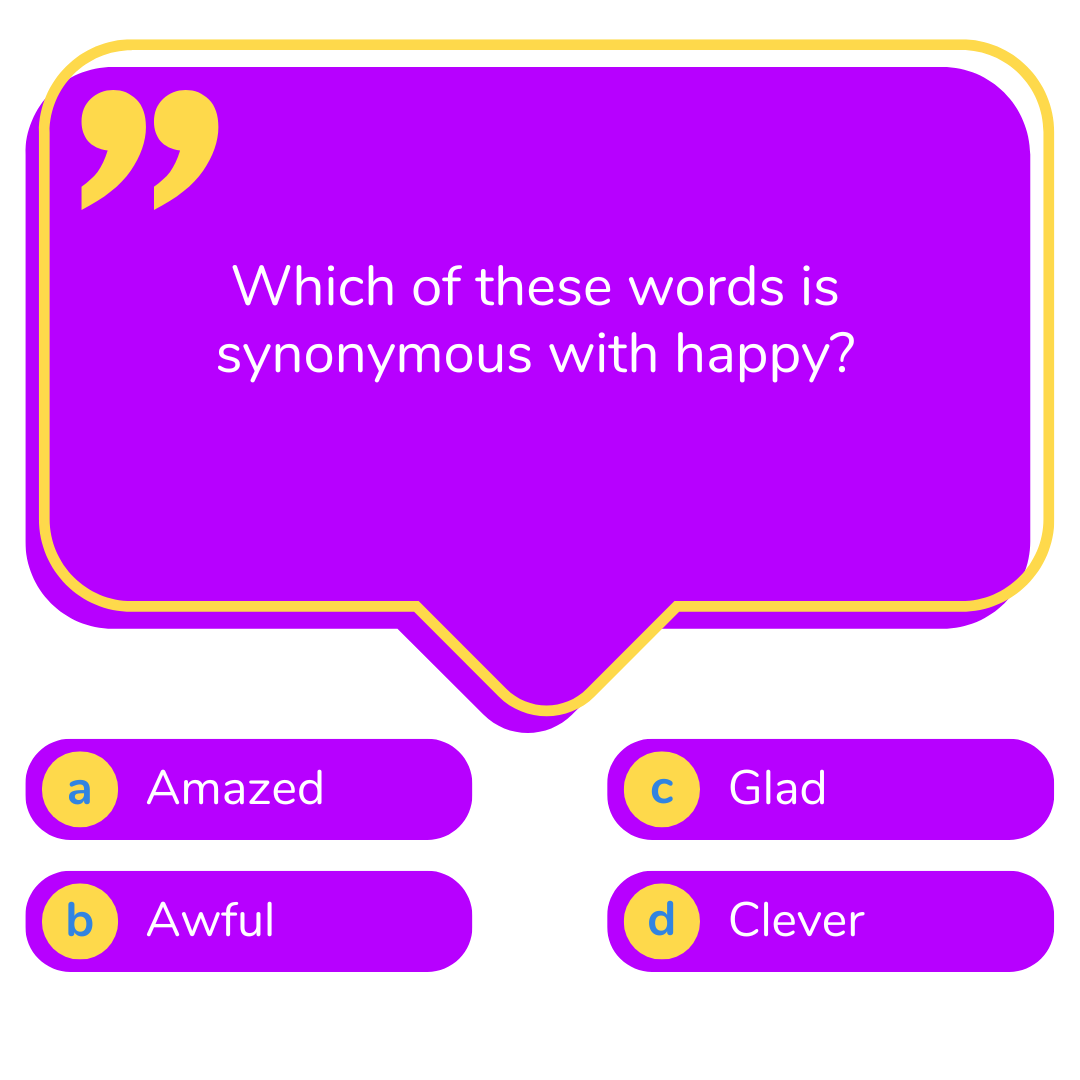 ”
Which of these words is
synonymous with happy?
a Amazed
b Awful
c Glad
d Clever